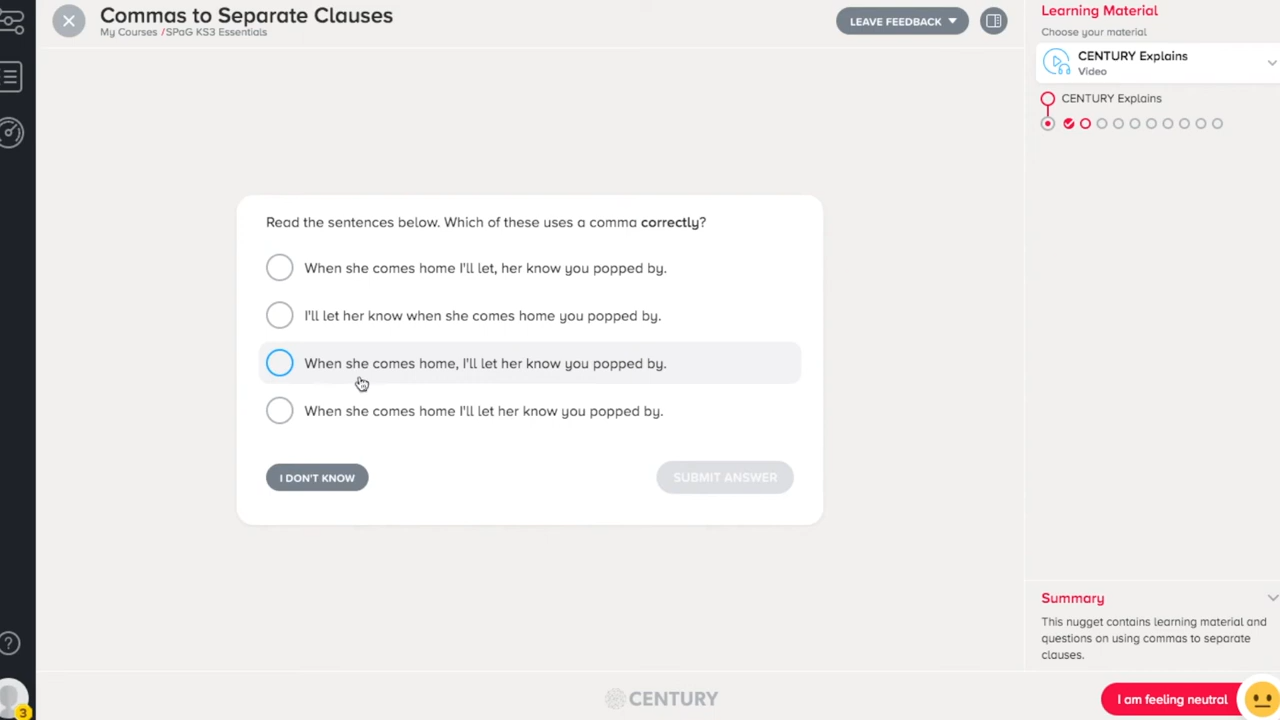 Commas to Separate Clauses
My Courses /SPaG KS3 Essentials
LEAVE FEEDBACK
Read the sentences below. Which of these uses a comma correctly?
When she comes home I'll let, her know you popped by.
I'll let her know when she comes home you popped by.
When she comes home, I'll let her know you popped by.
When she comes home I'll let her know you popped by.
I DON'T KNOW
SUBMIT ANSWER
Learning Material
Choose your material
CENTURY Explains
Video
CENTURY Explains
Summary
This nugget contains learning material and
questions on using commas to separate
clauses.
?
3
CENTURY
I am feeling neutral